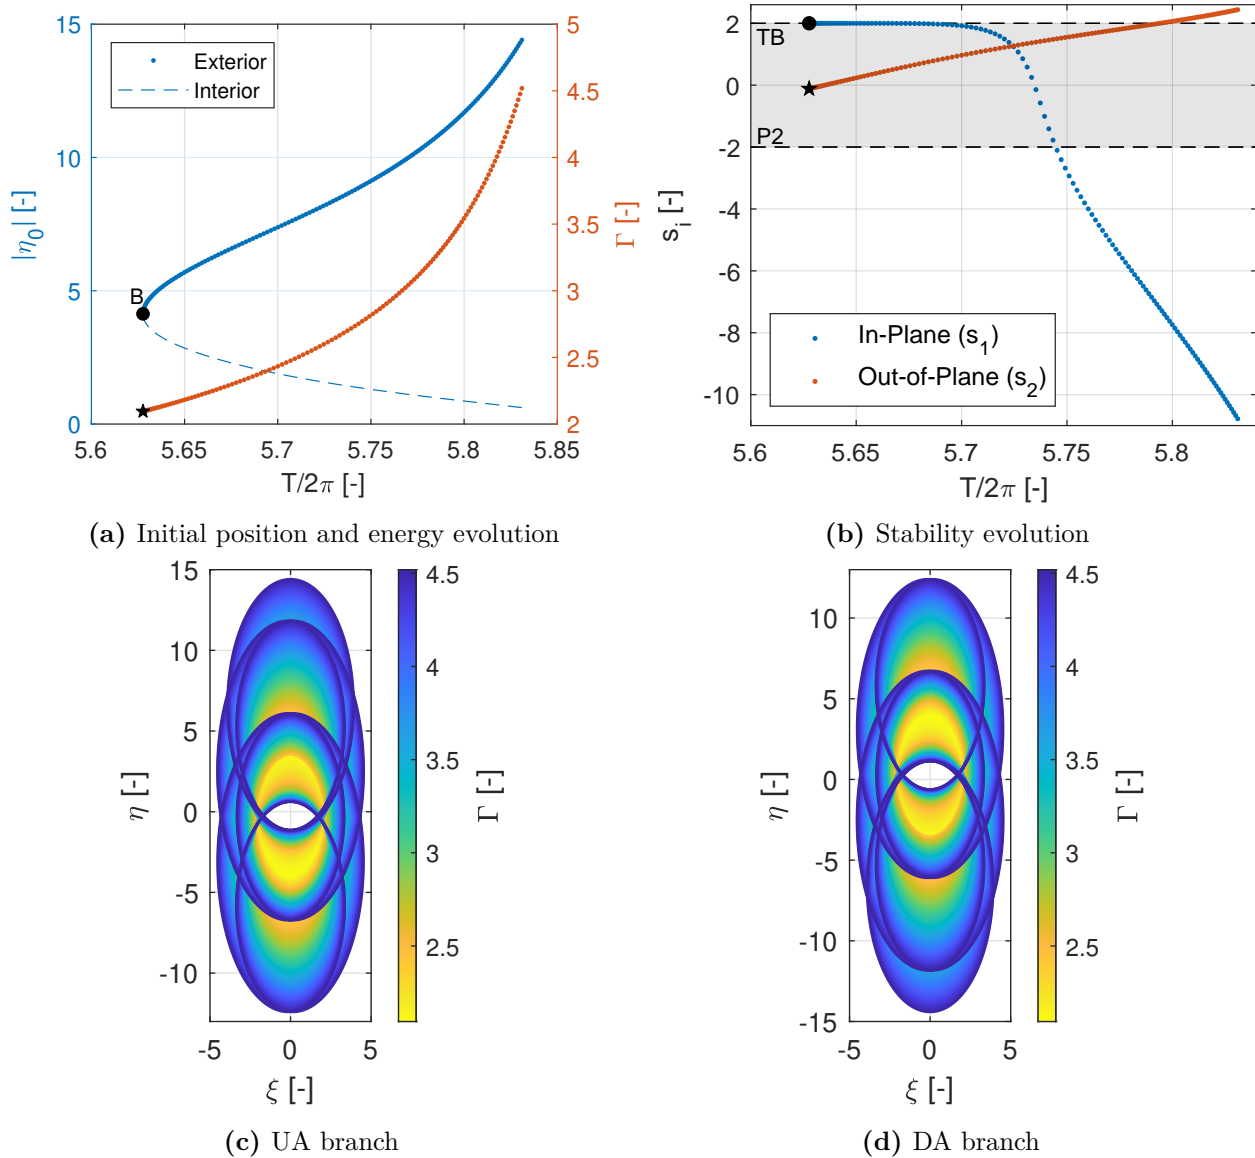 15
10
5
0
|η₀| [-]
Exterior
Interior
B
5
4.5
4
3.5
3
2.5
2
Γ [-]
5.6
5.65
5.7
5.75
5.8
5.85
T/2π [-]
(a) Initial position and energy evolution
2
0
-2
-4
-6
-8
-10
s_i [-]
TB
P2
In-Plane (s₁)
Out-of-Plane (s₂)
5.6
5.65
5.7
5.75
5.8
T/2π [-]
(b) Stability evolution
15
10
5
0
-5
-10
η [-]
-5
0
5
ξ [-]
4.5
4
3.5
3
2.5
Γ [-]
(c) UA branch
10
5
0
-5
-10
-15
η [-]
-5
0
5
ξ [-]
4.5
4
3.5
3
2.5
Γ [-]
(d) DA branch